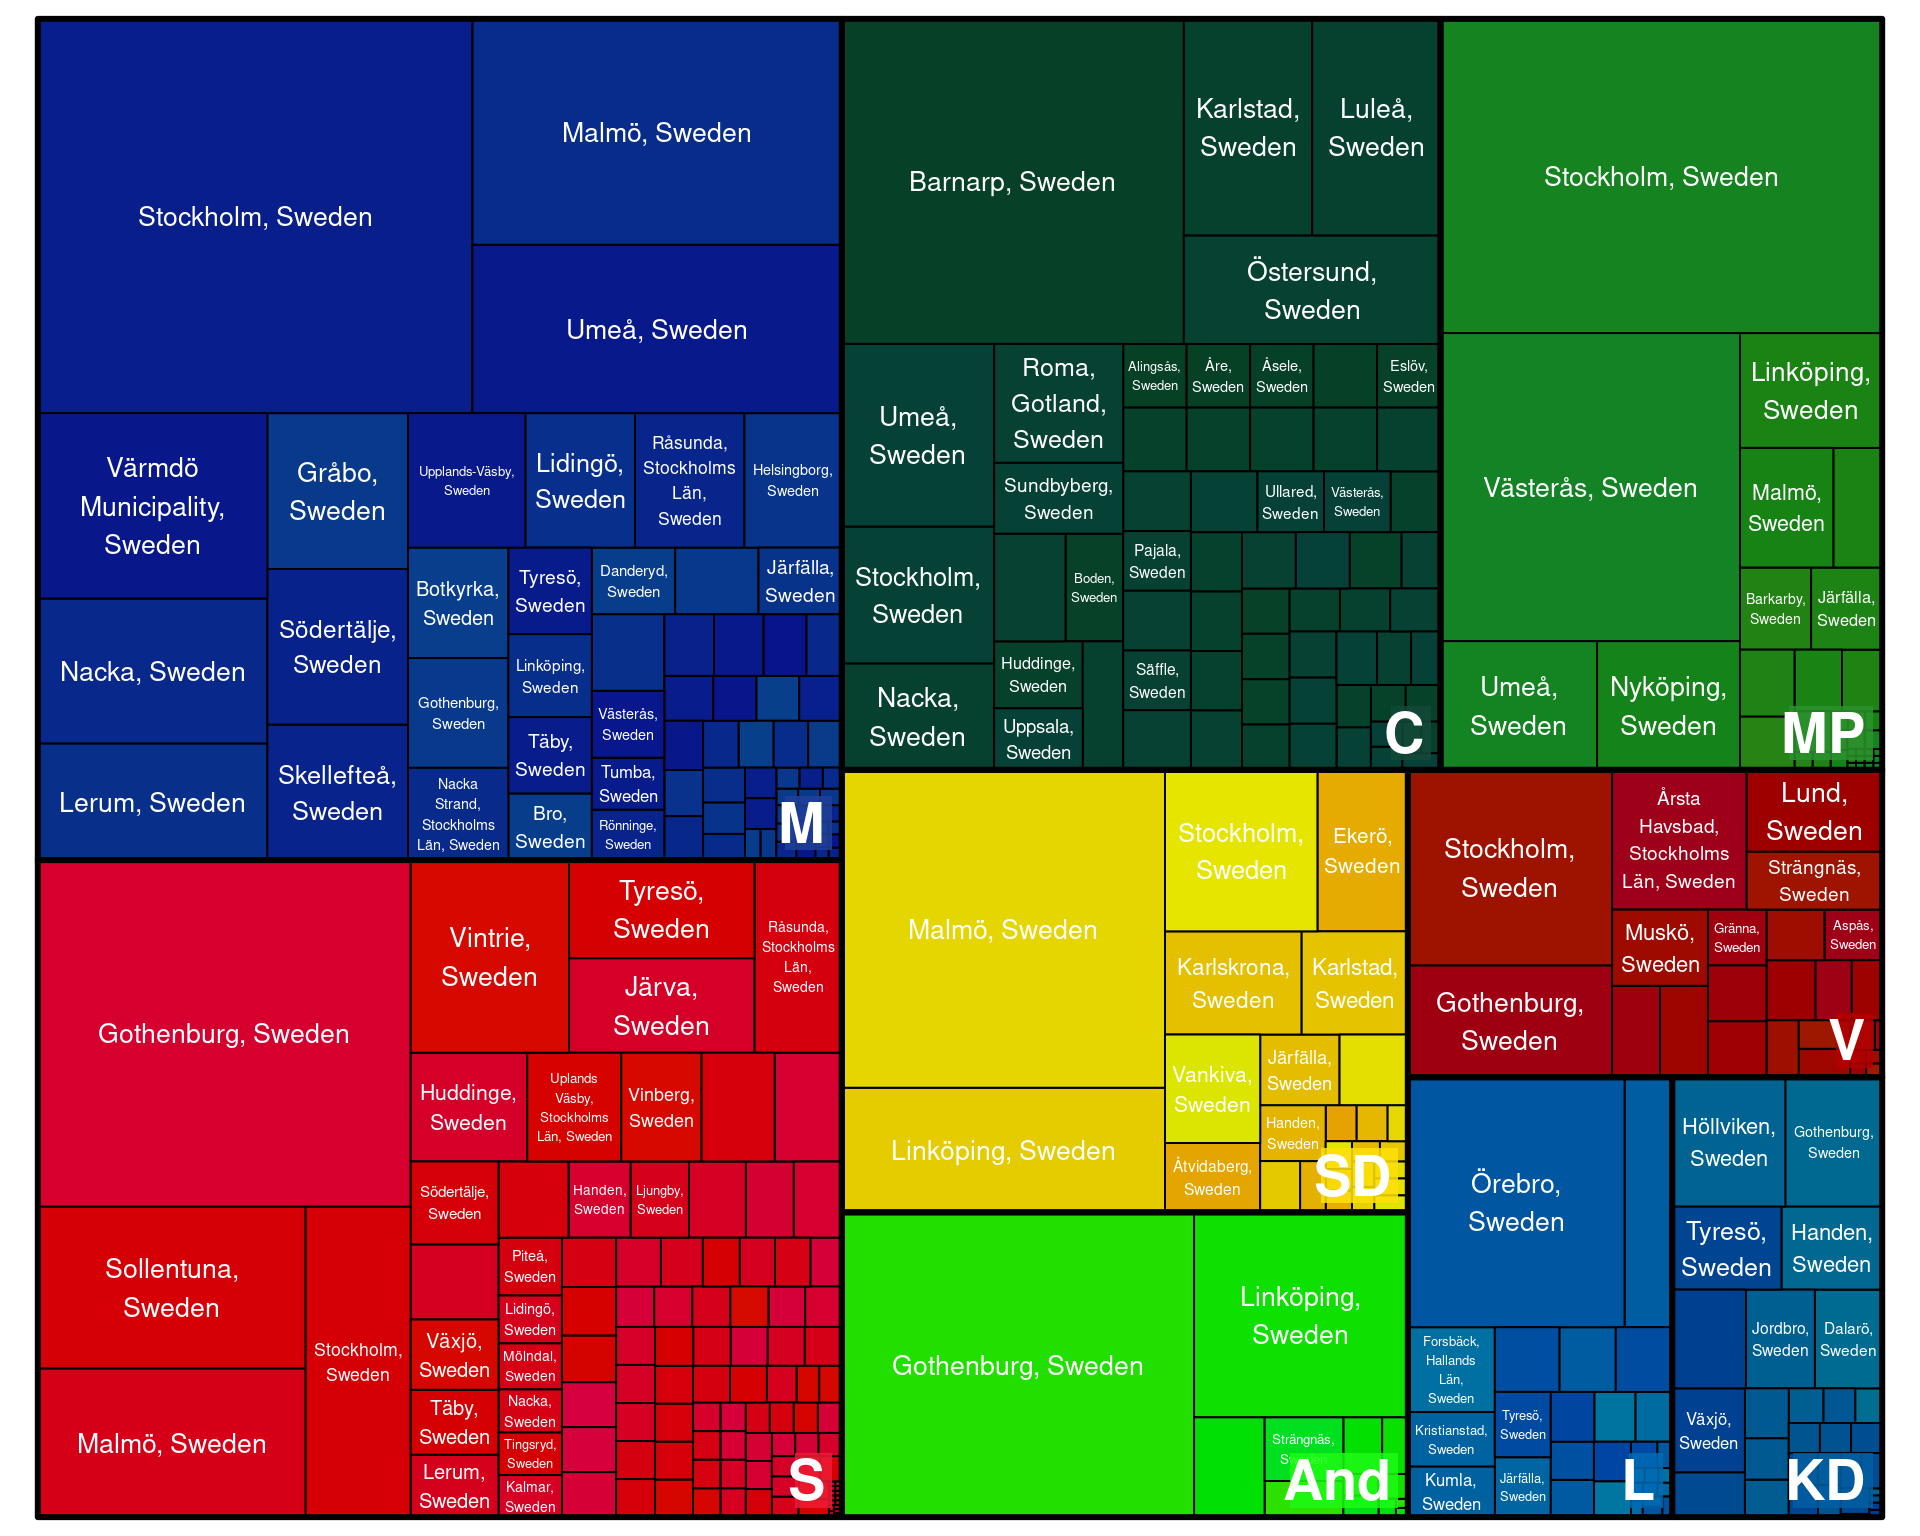 Stockholm, Sweden
Malmö, Sweden
Umeå, Sweden
Värmdö
Municipality,
Sweden
Nacka, Sweden
Lerum, Sweden
Gråbo,
Sweden
Södertälje,
Sweden
Skellefteå,
Sweden
Upplands-Väsby,
Sweden
Lidingö,
Sweden
Råsunda,
Stockholms
Län,
Sweden
Helsingborg,
Sweden
Botkyrka,
Sweden
Gothenburg,
Sweden
Nacka
Strand,
Stockholms
Län, Sweden
Tyresö,
Sweden
Linköping,
Sweden
Täby,
Sweden
Bro,
Sweden
Danderyd,
Sweden
Järfälla,
Sweden
Västerås,
Sweden
Tumba,
Sweden
Rönninge,
Sweden
M
Barnarp, Sweden
Karlstad,
Sweden
Luleå,
Sweden
Östersund,
Sweden
Umeå,
Sweden
Stockholm,
Sweden
Nacka,
Sweden
Roma,
Gotland,
Sweden
Sundbyberg,
Sweden
Boden,
Sweden
Huddinge,
Sweden
Uppsala,
Sweden
Alingsås,
Sweden
Åre,
Sweden
Åsele,
Sweden
Eslöv,
Sweden
Ullared,
Sweden
Västerås,
Sweden
Pajala,
Sweden
Säffle,
Sweden
C
Stockholm, Sweden
Västerås, Sweden
Umeå,
Sweden
Nyköping,
Sweden
Linköping,
Sweden
Malmö,
Sweden
Barkarby,
Sweden
Järfälla,
Sweden
MP
Gothenburg, Sweden
Sollentuna,
Sweden
Malmö, Sweden
Stockholm,
Sweden
Vintrie,
Sweden
Tyresö,
Sweden
Järva,
Sweden
Råsunda,
Stockholms
Län,
Sweden
Huddinge,
Sweden
Uplands
Väsby,
Stockholms
Län, Sweden
Vinberg,
Sweden
Södertälje,
Sweden
Växjö,
Sweden
Täby,
Sweden
Lerum,
Sweden
Handen,
Sweden
Ljungby,
Sweden
Piteå,
Sweden
Lidingö,
Sweden
Mölndal,
Sweden
Nacka,
Sweden
Tingsryd,
Sweden
Kalmar,
Sweden
S
Malmö, Sweden
Linköping, Sweden
Stockholm,
Sweden
Ekerö,
Sweden
Karlskrona,
Sweden
Karlstad,
Sweden
Vankiva,
Sweden
Åtvidaberg,
Sweden
Järfälla,
Sweden
Handen,
Sweden
SD
Gothenburg, Sweden
Linköping,
Sweden
Strängnäs,
And
Stockholm,
Sweden
Gothenburg,
Sweden
Årsta
Havsbad,
Stockholms
Län, Sweden
Lund,
Sweden
Strängnäs,
Sweden
Muskö,
Sweden
Gränna,
Sweden
Aspås,
Sweden
V
Örebro,
Sweden
Forsbäck,
Hallands
Län,
Sweden
Kristianstad,
Sweden
Kumla,
Sweden
Tyresö,
Sweden
Järfälla,
Sweden
L
Höllviken,
Sweden
Gothenburg,
Sweden
Tyresö,
Sweden
Handen,
Sweden
Jordbro,
Sweden
Dalarö,
Sweden
Växjö,
Sweden
KD